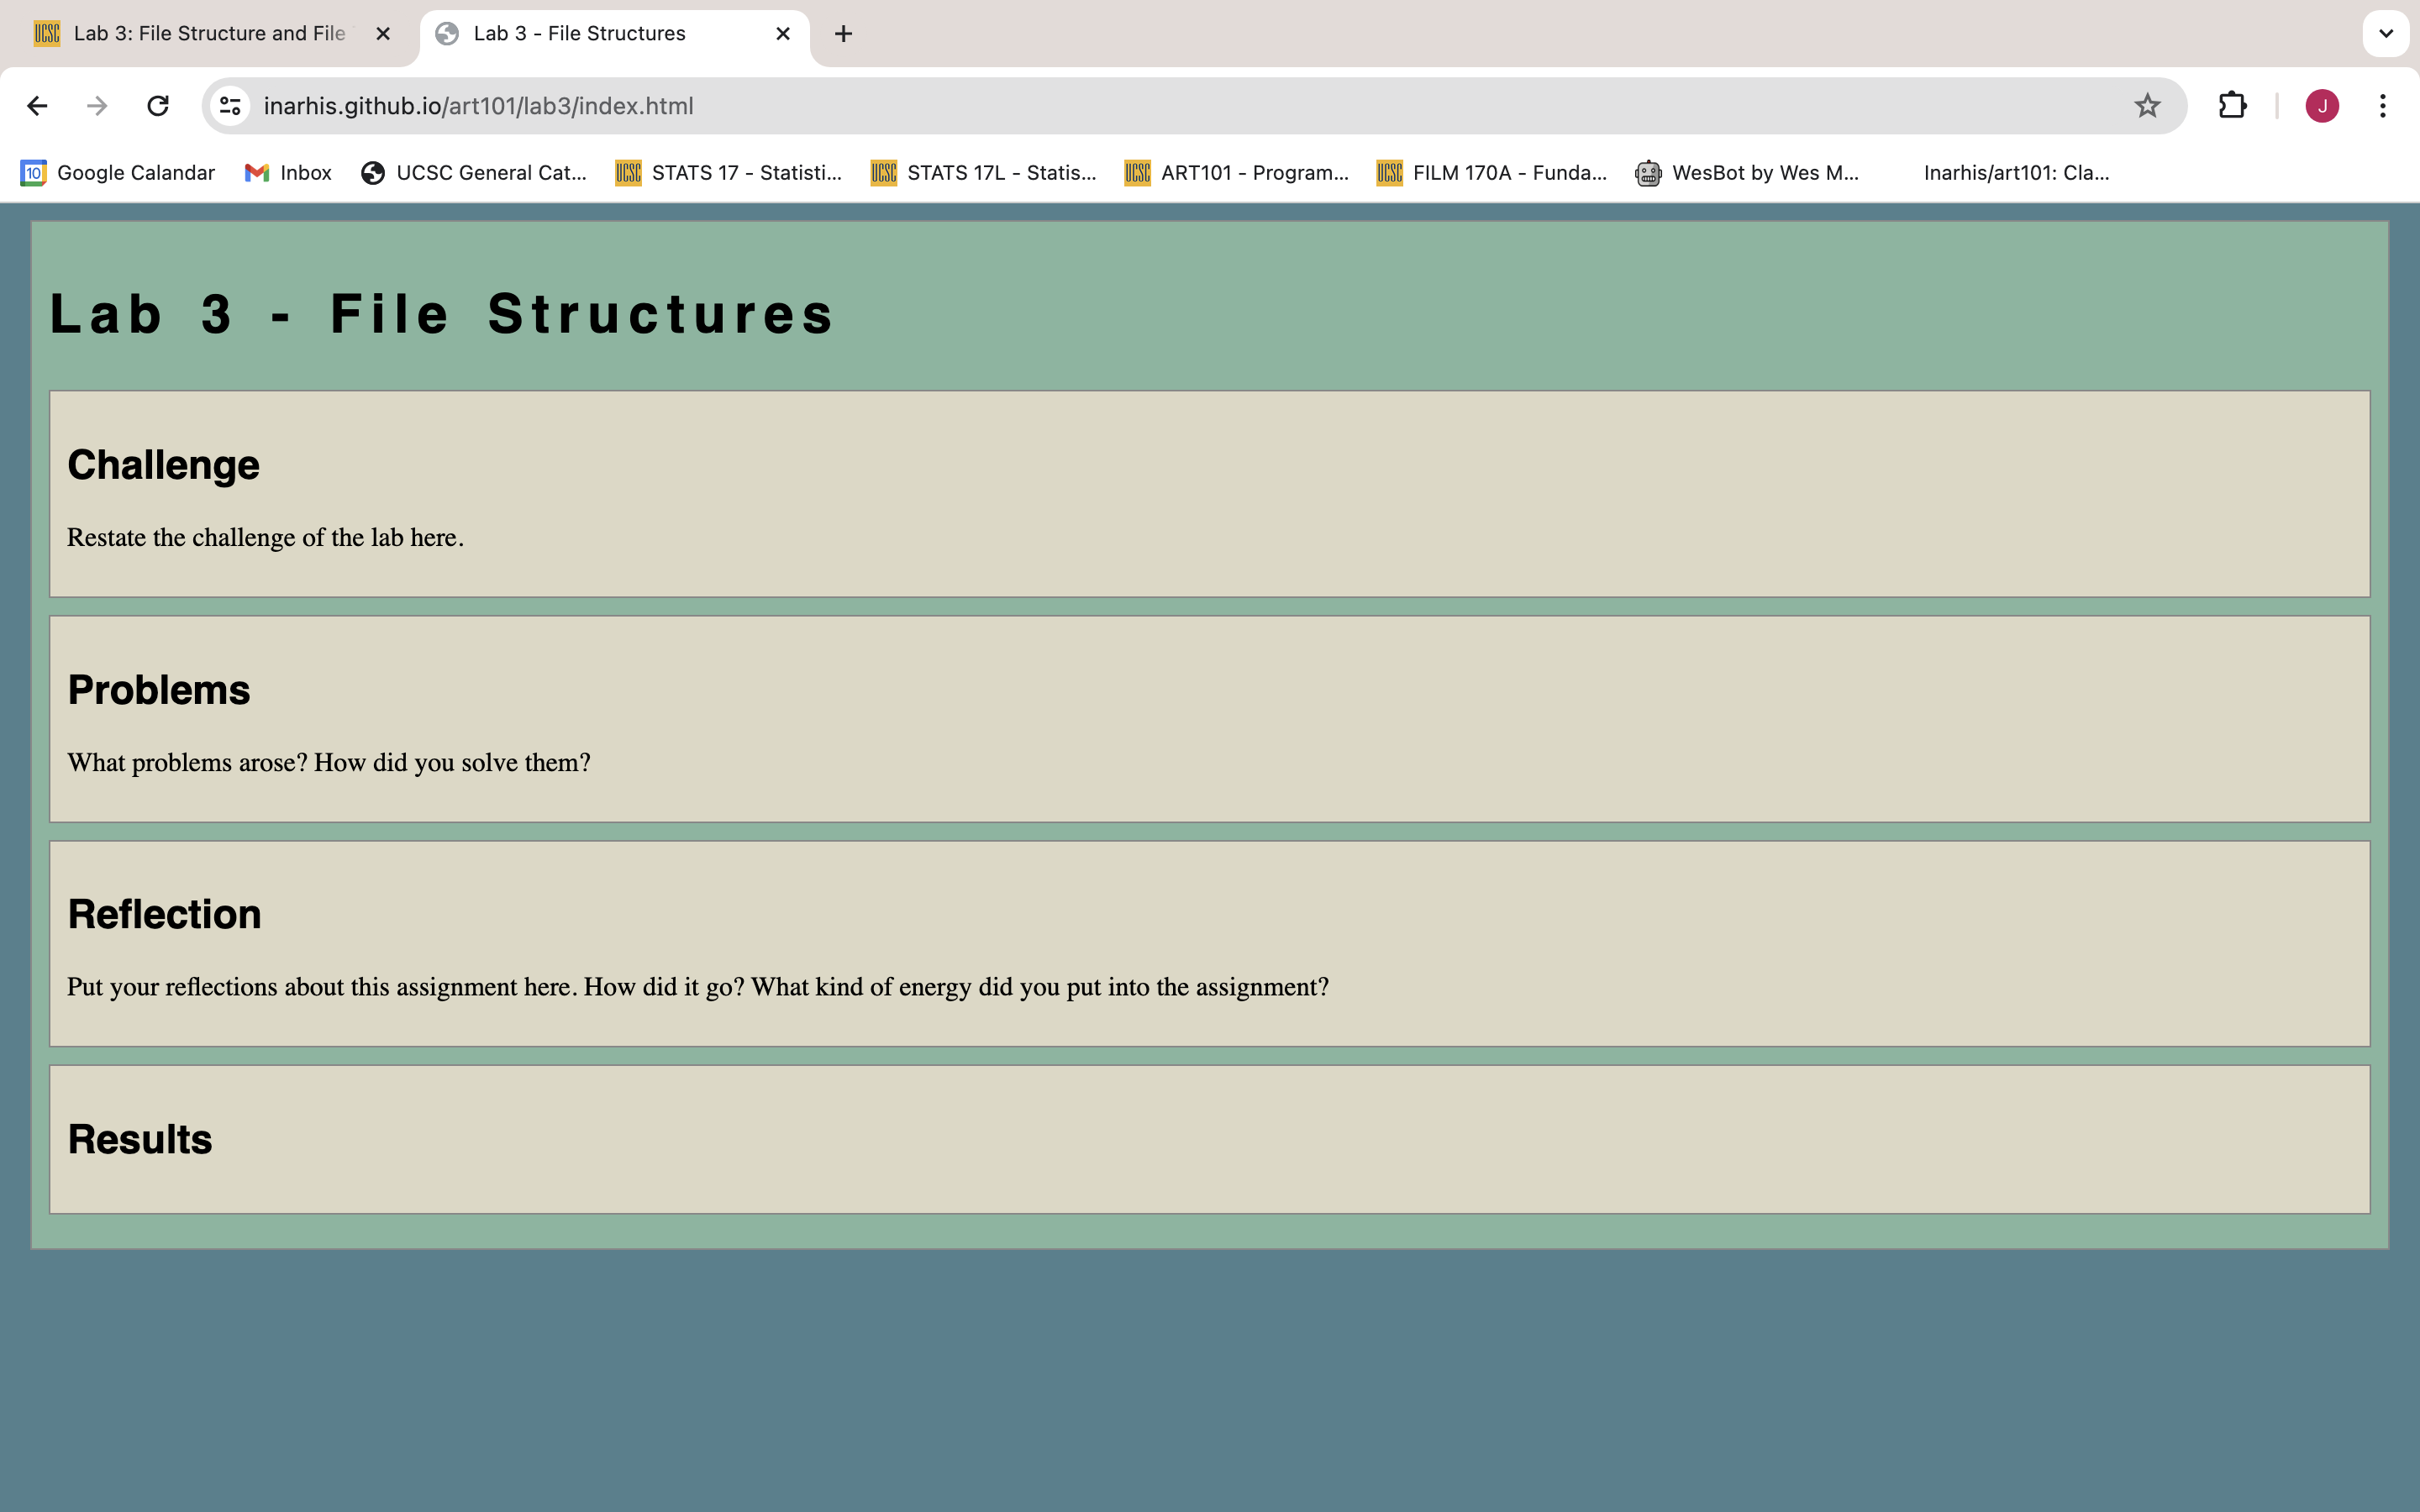 UCSC Lab 3: File Structure and File
Lab 3 - File Structures
inarhis.github.io/art101/lab3/index.html
J
10 Google Calandar
Inbox
UCSC General Cat...
UCSC STATS 17 - Statisti...
UCSC STATS 17L - Statis...
UCSC ART101 - Program...
UCSC FILM 170A - Funda...
WesBot by Wes M...
Inarhis/art101: Cla...
Lab 3 - File Structures
Challenge
Restate the challenge of the lab here.
Problems
What problems arose? How did you solve them?
Reflection
Put your reflections about this assignment here. How did it go? What kind of energy did you put into the assignment?
Results